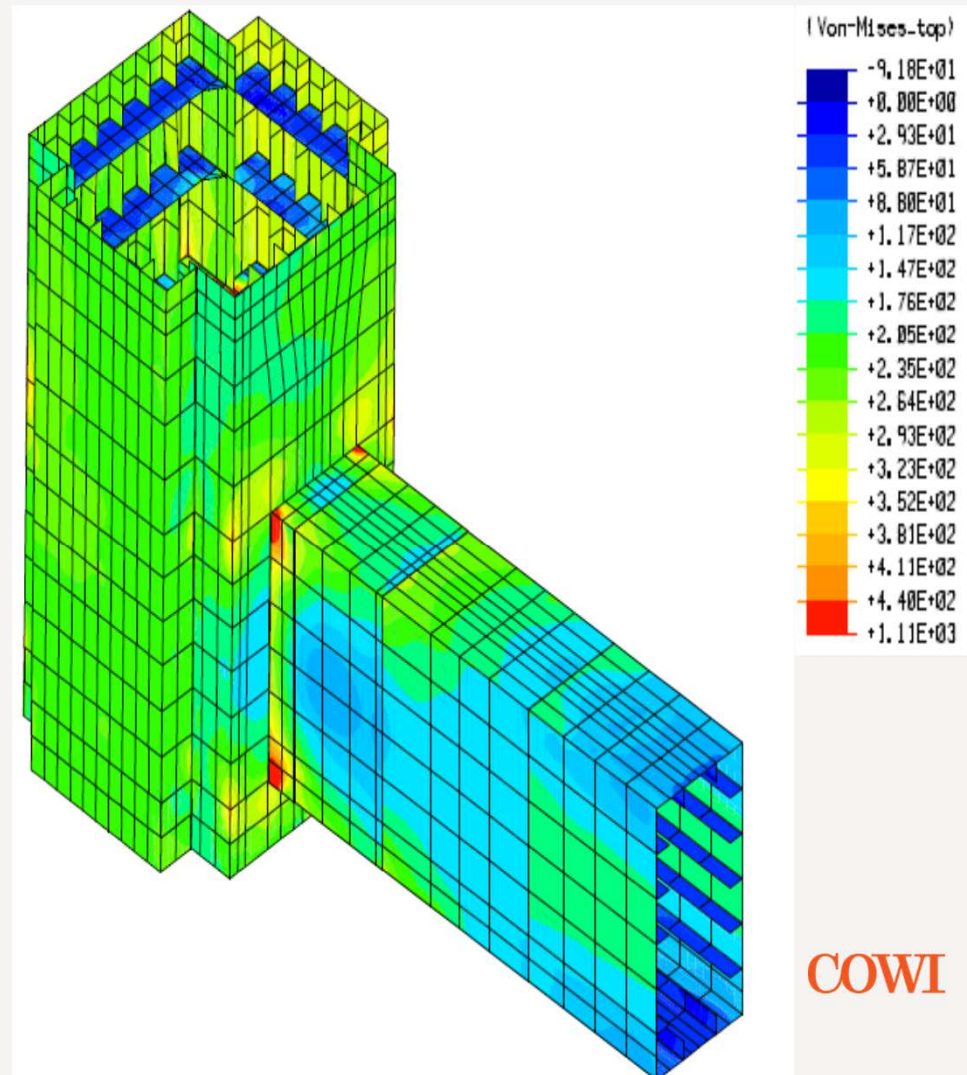 (Von-Mises_top)
-9.18E+01
+0.00E+00
+2.93E+01
+5.87E+01
+8.80E+01
+1.17E+02
+1.47E+02
+1.76E+02
+2.05E+02
+2.35E+02
+2.64E+02
+2.93E+02
+3.23E+02
+3.52E+02
+3.81E+02
+4.11E+02
+4.40E+02
+1.11E+03
COWI